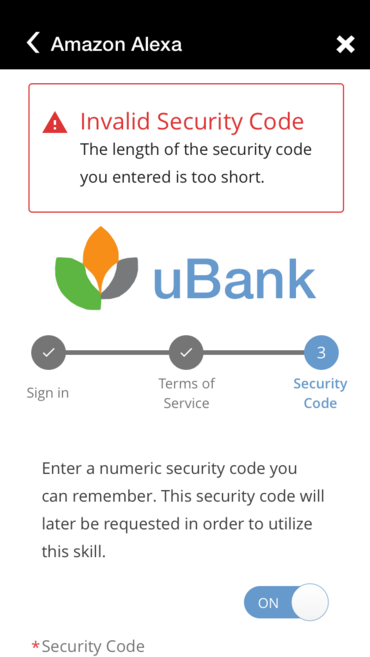 Amazon Alexa
Invalid Security Code
The length of the security code
you entered is too short.
uBank
3
Sign in
Terms of
Service
Security
Code
Enter a numeric security code you
can remember. This security code will
later be requested in order to utilize
this skill.
ON
*Security Code